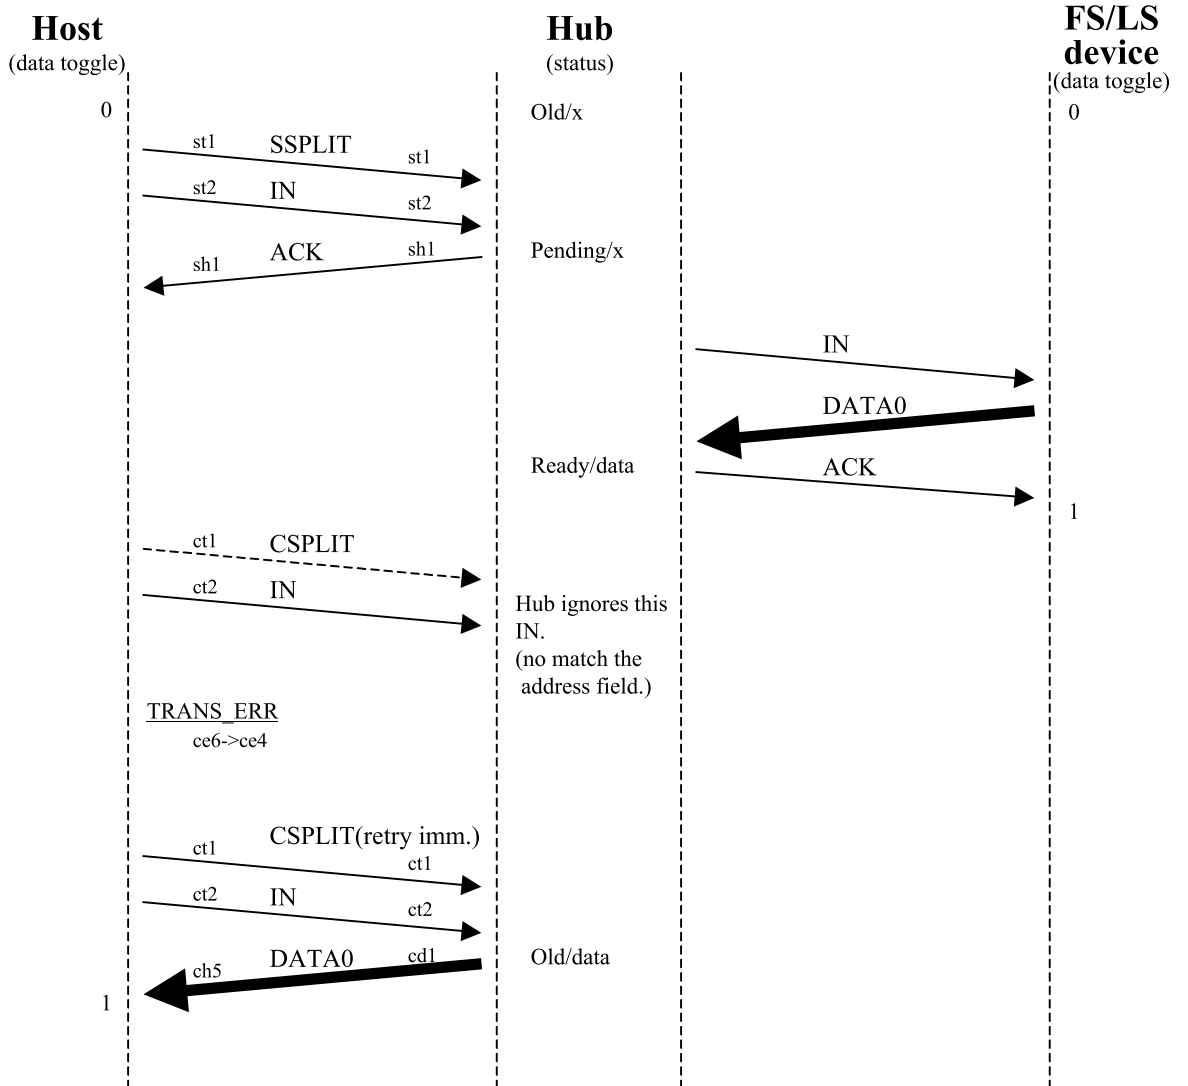 Host
(data toggle)
Hub
(status)
FS/LS
device
(data toggle)
0
Old/x
0
st1
SSPLIT
st1
st2
IN
st2
ACK
sh1
sh1
Pending/x
IN
DATA0
Ready/data
ACK
1
ct1
CSPLIT
ct2
IN
Hub ignores this
IN.
(no match the
address field.)
TRANS_ERR
ce6->ce4
CSPLIT(retry imm.)
ct1
ct1
ct2
IN
ct2
DATA0
cd1
ch5
Old/data
1